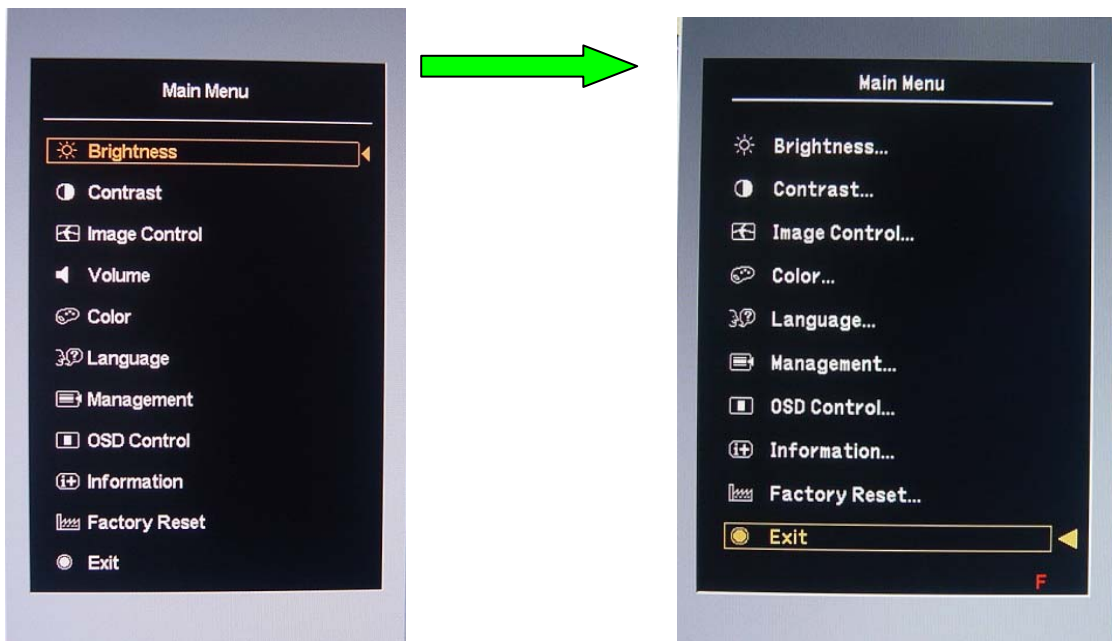 Main Menu
Brightness
Contrast
Image Control
Volume
Color
Language
Management
OSD Control
Information
Factory Reset
Exit
Main Menu
Brightness...
Contrast...
Image Control...
Color...
Language...
Management...
OSD Control...
Information...
Factory Reset...
Exit
F